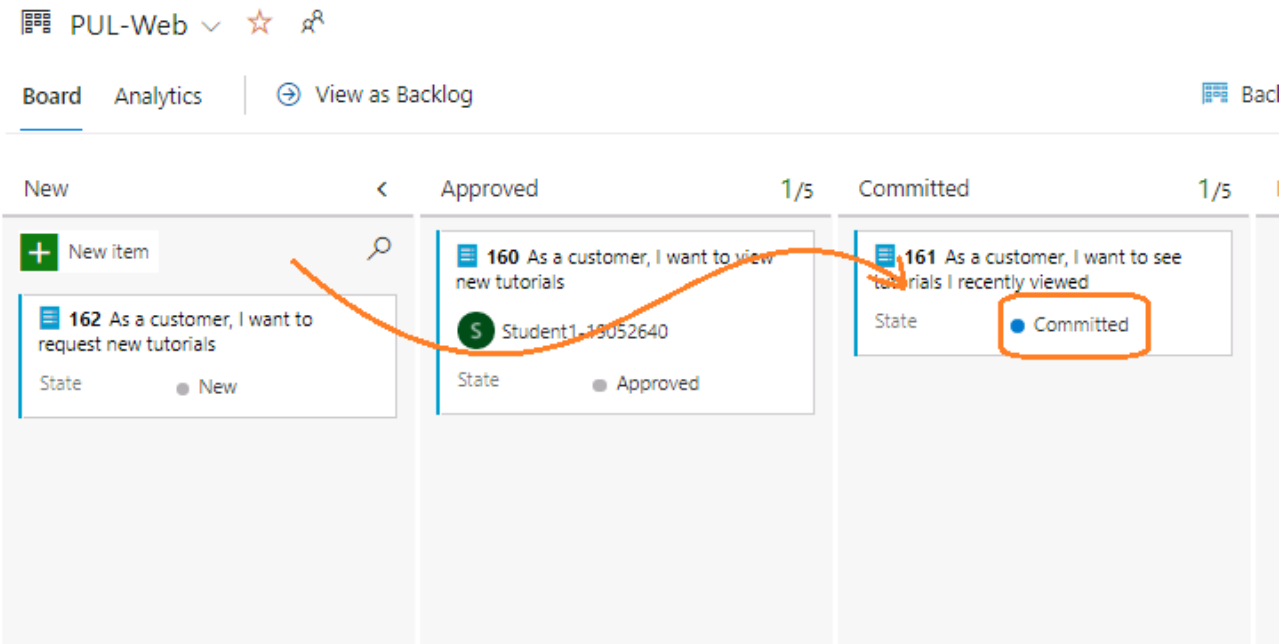 PUL-Web
Board Analytics View as Backlog
New
New item
162 As a customer, I want to
request new tutorials
State New
Approved 1/5
160 As a customer, I want to view
new tutorials
S Student1-19052640
State Approved
Committed 1/5
161 As a customer, I want to see
tutorials I recently viewed
State Committed